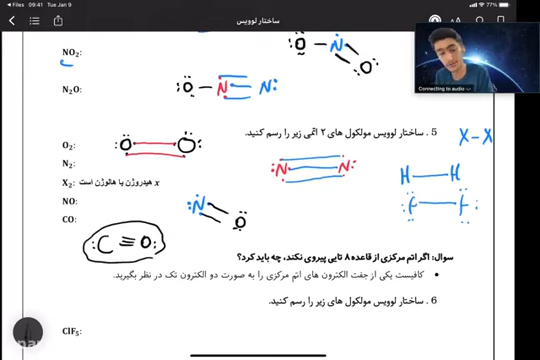 Files 09:41 Tue Jan 9
77%
ساختار لوویس
AA
Connecting to audio
NO₂:
:O — N O:
N₂O:
:O — N N:
5. ساختار لوویس مولکول های ۲ اتمی زیر را رسم کنید.
X-X
O₂:
:O O:
N₂:
:N N:
H — H
X₂:
x هیدروژن یا هالوژن است
:F — F:
NO:
N O
CO:
:C ≡ O:
سوال: اگر اتم مرکزی از قاعده ۸ تایی پیروی نکند، چه باید کرد؟
• کافیست یکی از جفت الکترون های اتم مرکزی را به صورت دو الکترون تک در نظر بگیرید.
6. ساختار لوویس مولکول های زیر را رسم کنید.
ClF₅: